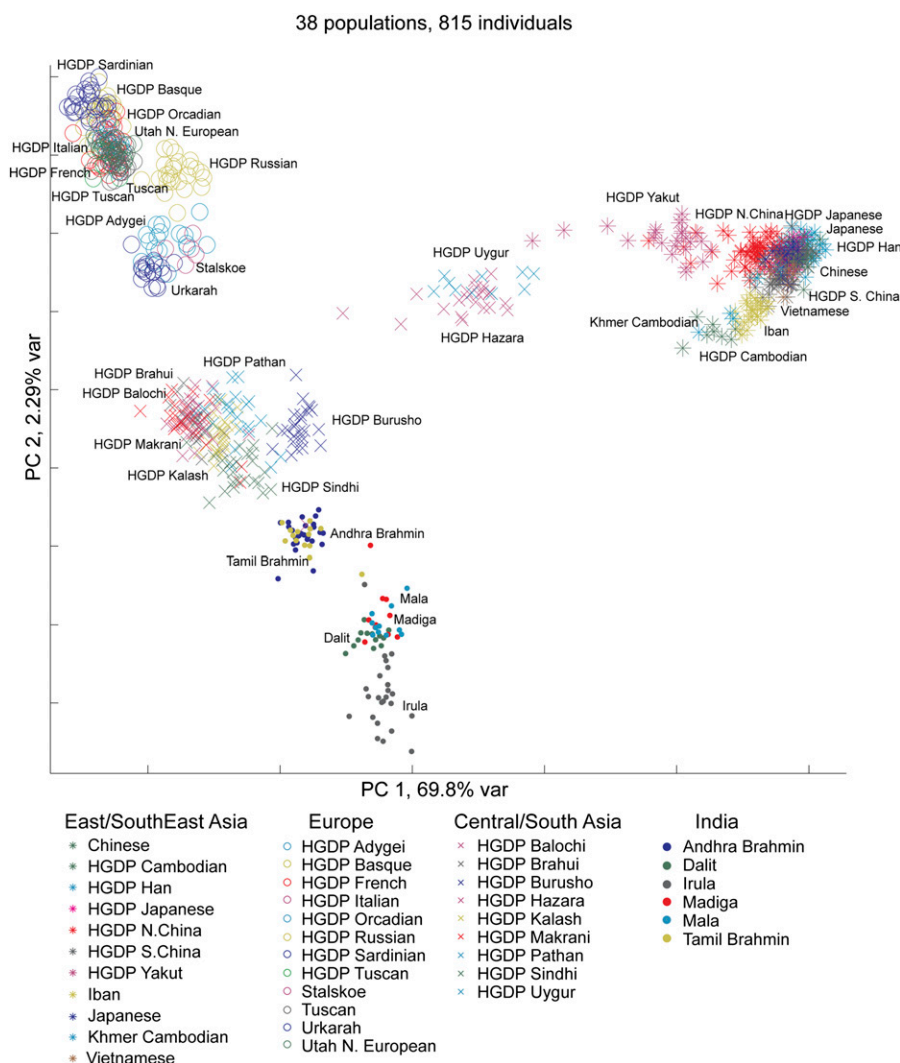 38 populations, 815 individuals
HGDP Sardinian
HGDP Basque
HGDP Orcadian
Utah N. European
HGDP Italian
HGDP Russian
HGDP French
Tuscan
HGDP Tuscan
HGDP Adygei
Stalskoe
Urkarah
HGDP Yakut
HGDP N.China
HGDP Japanese
Japanese
HGDP Han
HGDP Uygur
Chinese
HGDP S. China
Vietnamese
Khmer Cambodian
Iban
HGDP Hazara
HGDP Cambodian
HGDP Pathan
HGDP Brahui
HGDP Balochi
HGDP Burusho
HGDP Makrani
HGDP Kalash
HGDP Sindhi
Andhra Brahmin
Tamil Brahmin
Mala
Madiga
Dalit
Irula
PC 2, 2.29% var
PC 1, 69.8% var
East/SouthEast Asia
Chinese
HGDP Cambodian
HGDP Han
HGDP Japanese
HGDP N.China
HGDP S.China
HGDP Yakut
Iban
Japanese
Khmer Cambodian
Vietnamese
Europe
HGDP Adygei
HGDP Basque
HGDP French
HGDP Italian
HGDP Orcadian
HGDP Russian
HGDP Sardinian
HGDP Tuscan
Stalskoe
Tuscan
Urkarah
Utah N. European
Central/South Asia
HGDP Balochi
HGDP Brahui
HGDP Burusho
HGDP Hazara
HGDP Kalash
HGDP Makrani
HGDP Pathan
HGDP Sindhi
HGDP Uygur
India
Andhra Brahmin
Dalit
Irula
Madiga
Mala
Tamil Brahmin